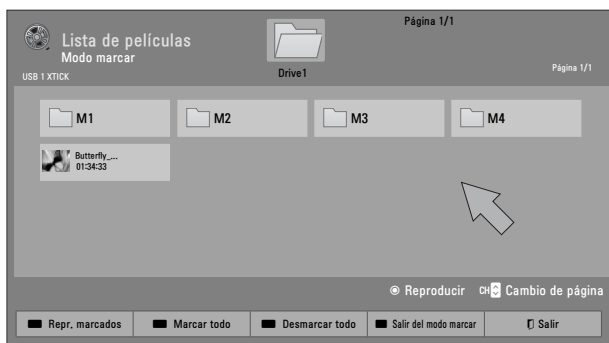 Página 1/1
Lista de películas
Modo marcar
USB 1 XTICK
Drive1
Página 1/1
M1
M2
M3
M4
Butterfly_...
01:34:33
Reproducir
CH Cambio de página
Repr. marcados
Marcar todo
Desmarcar todo
Salir del modo marcar
Salir